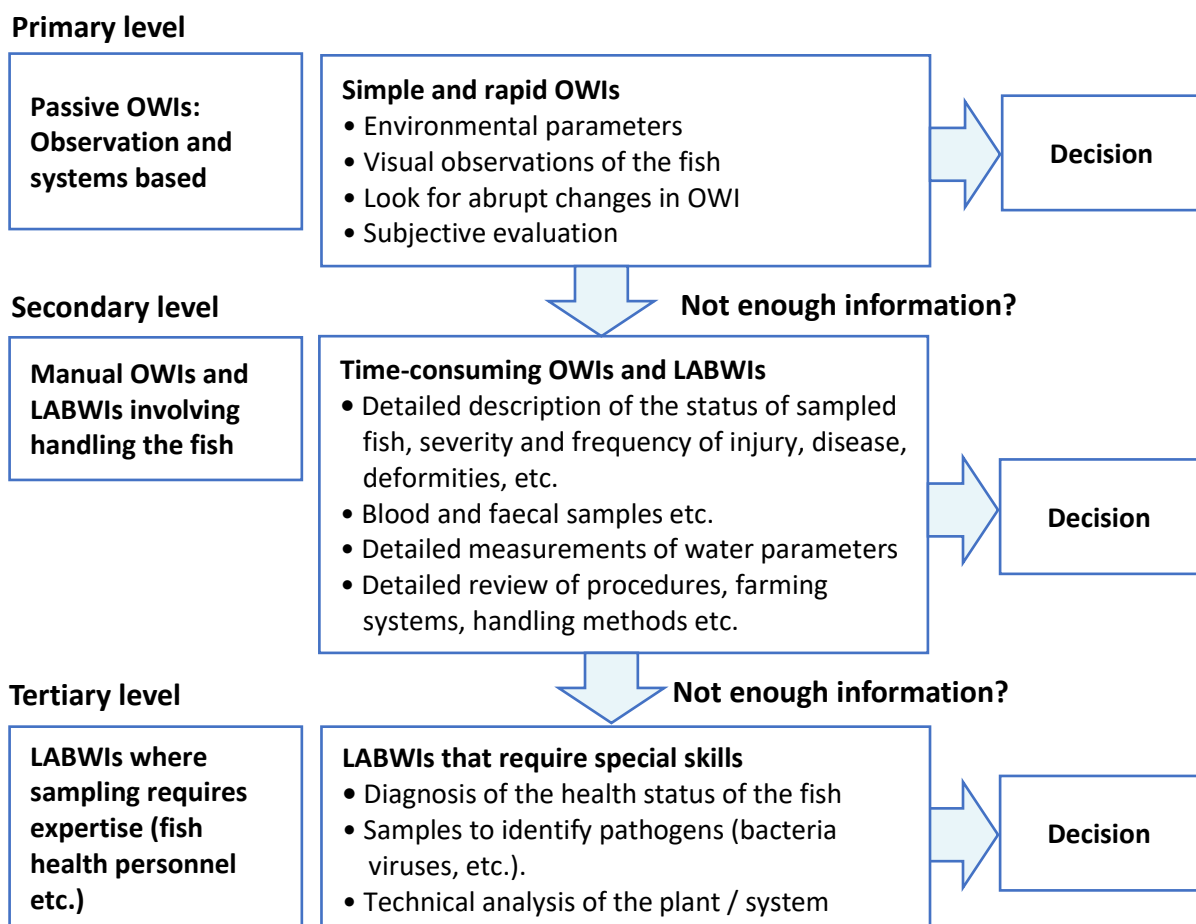 Primary level
Passive OWIs:
Observation and
systems based
Simple and rapid OWIs
• Environmental parameters
• Visual observations of the fish
• Look for abrupt changes in OWI
• Subjective evaluation
Decision
Not enough information?
Secondary level
Manual OWIs and
LABWIs involving
handling the fish
Time-consuming OWIs and LABWIs
• Detailed description of the status of sampled
fish, severity and frequency of injury, disease,
deformities, etc.
• Blood and faecal samples etc.
• Detailed measurements of water parameters
• Detailed review of procedures, farming
systems, handling methods etc.
Decision
Not enough information?
Tertiary level
LABWIs where
sampling requires
expertise (fish
health personnel
etc.)
LABWIs that require special skills
• Diagnosis of the health status of the fish
• Samples to identify pathogens (bacteria
viruses, etc.).
• Technical analysis of the plant / system
Decision